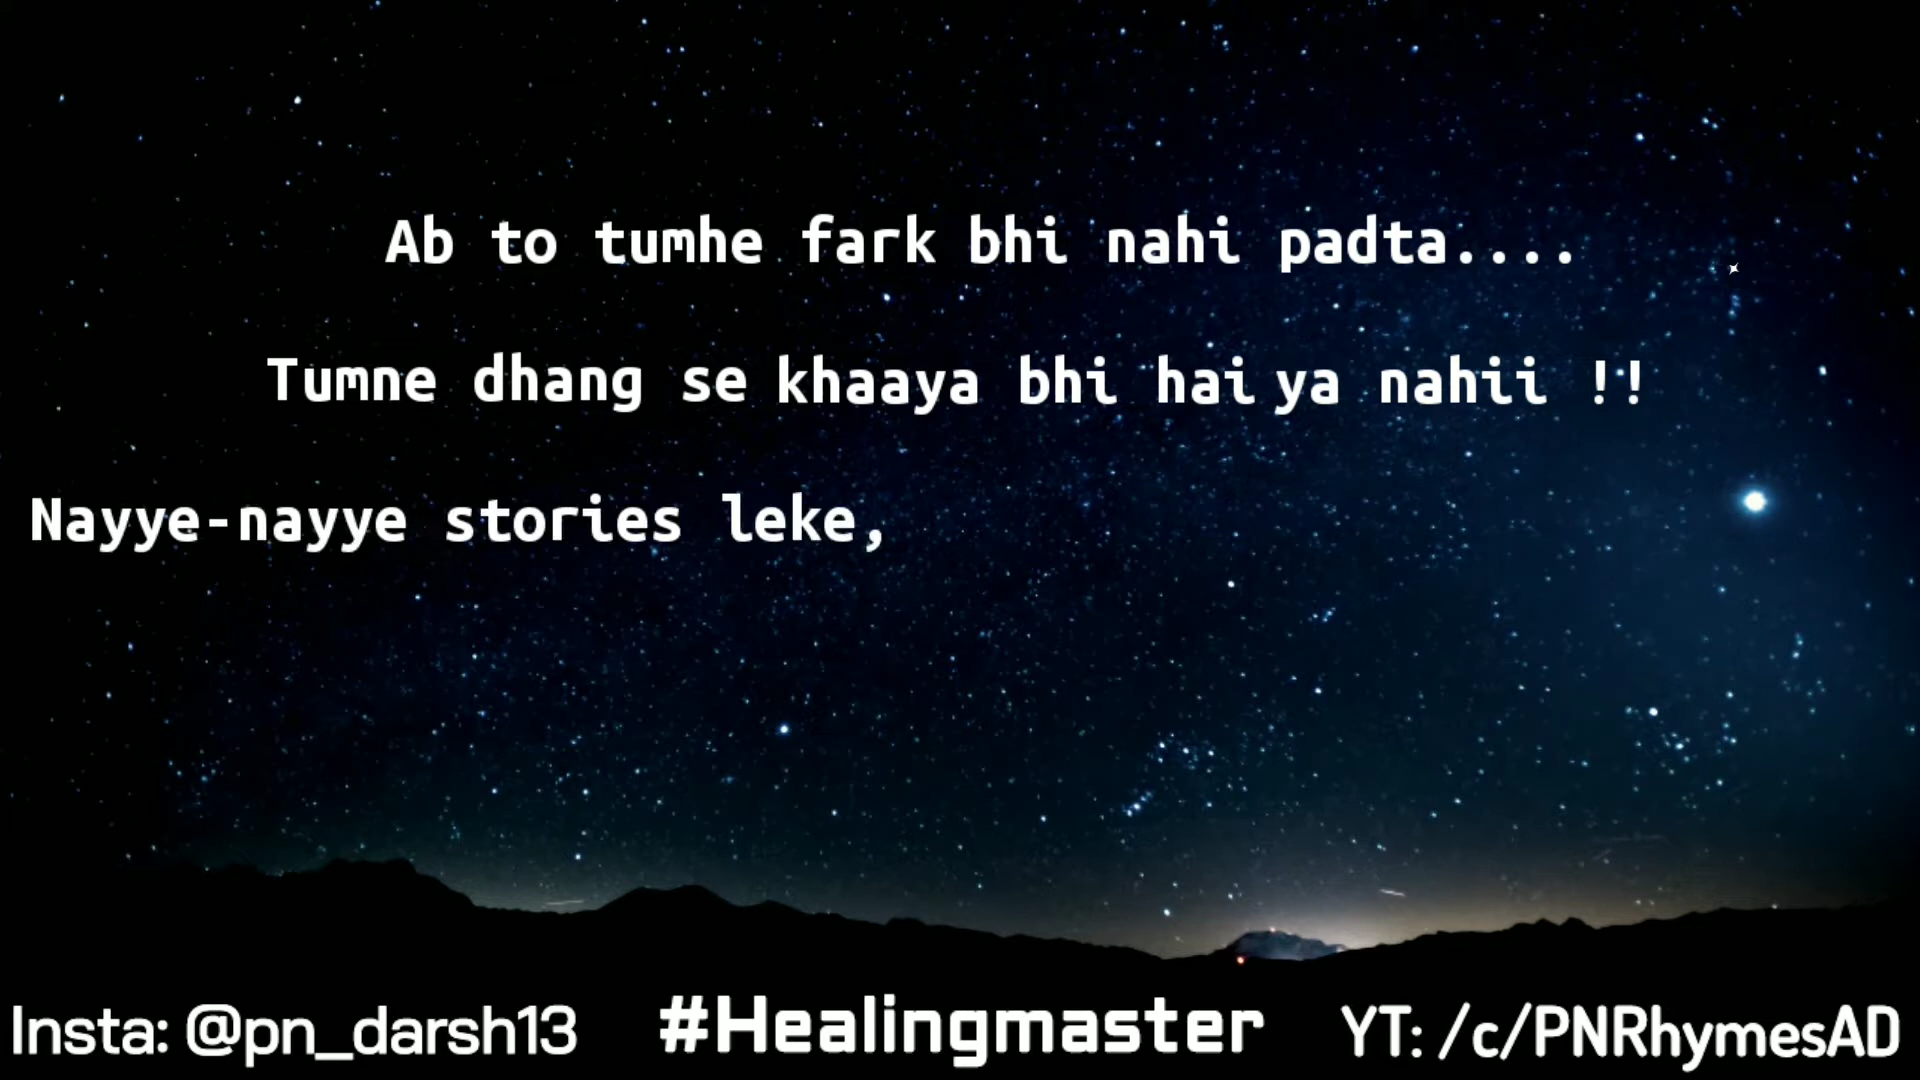 Ab to tumhe fark bhi nahi padta....
Tumne dhang se khaaya bhi hai ya nahii !!
Nayye-nayye stories leke,
Insta: @pn_darsh13 #Healingmaster YT: /c/PNRhymesAD